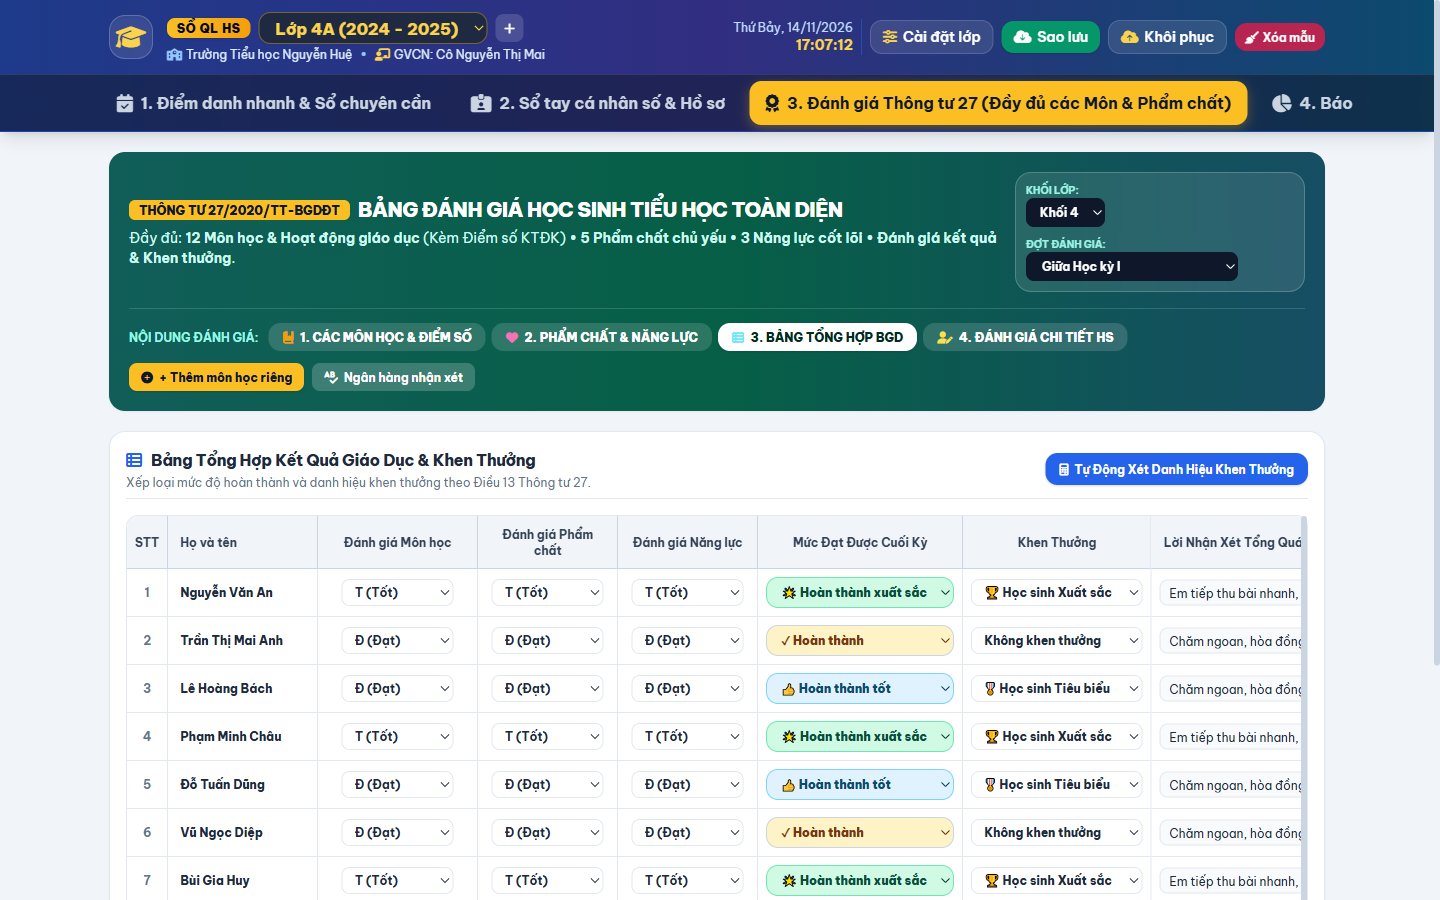 SỔ QL HS
Lớp 4A (2024 - 2025)
+
Trường Tiểu học Nguyễn Huệ • GVCN: Cô Nguyễn Thị Mai
Thứ Bảy, 14/11/2026
17:07:12
Cài đặt lớp
Sao lưu
Khôi phục
Xóa mẫu
1. Điểm danh nhanh & Sổ chuyên cần
2. Sổ tay cá nhân số & Hồ sơ
3. Đánh giá Thông tư 27 (Đầy đủ các Môn & Phẩm chất)
4. Báo
THÔNG TƯ 27/2020/TT-BGDĐT BẢNG ĐÁNH GIÁ HỌC SINH TIỂU HỌC TOÀN DIỆN
Đầy đủ: 12 Môn học & Hoạt động giáo dục (Kèm Điểm số KTĐK) • 5 Phẩm chất chủ yếu • 3 Năng lực cốt lõi • Đánh giá kết quả
& Khen thưởng.
KHỐI LỚP:
Khối 4
ĐỢT ĐÁNH GIÁ:
Giữa Học kỳ I
NỘI DUNG ĐÁNH GIÁ:
1. CÁC MÔN HỌC & ĐIỂM SỐ
2. PHẨM CHẤT & NĂNG LỰC
3. BẢNG TỔNG HỢP BGD
4. ĐÁNH GIÁ CHI TIẾT HS
+ Thêm môn học riêng
Ngân hàng nhận xét
Bảng Tổng Hợp Kết Quả Giáo Dục & Khen Thưởng
Xếp loại mức độ hoàn thành và danh hiệu khen thưởng theo Điều 13 Thông tư 27.
Tự Động Xét Danh Hiệu Khen Thưởng
STT Họ và tên Đánh giá Môn học Đánh giá Phẩm chất Đánh giá Năng lực Mức Đạt Được Cuối Kỳ Khen Thưởng Lời Nhận Xét Tổng Quá
1 Nguyễn Văn An T (Tốt) T (Tốt) T (Tốt) Hoàn thành xuất sắc Học sinh Xuất sắc Em tiếp thu bài nhanh,
2 Trần Thị Mai Anh Đ (Đạt) Đ (Đạt) Đ (Đạt) ✓ Hoàn thành Không khen thưởng Chăm ngoan, hòa đồng
3 Lê Hoàng Bách Đ (Đạt) Đ (Đạt) Đ (Đạt) Hoàn thành tốt Học sinh Tiêu biểu Chăm ngoan, hòa đồng
4 Phạm Minh Châu T (Tốt) T (Tốt) T (Tốt) Hoàn thành xuất sắc Học sinh Xuất sắc Em tiếp thu bài nhanh,
5 Đỗ Tuấn Dũng Đ (Đạt) Đ (Đạt) Đ (Đạt) Hoàn thành tốt Học sinh Tiêu biểu Chăm ngoan, hòa đồng
6 Vũ Ngọc Diệp Đ (Đạt) Đ (Đạt) Đ (Đạt) ✓ Hoàn thành Không khen thưởng Chăm ngoan, hòa đồng
7 Bùi Gia Huy T (Tốt) T (Tốt) T (Tốt) Hoàn thành xuất sắc Học sinh Xuất sắc Em tiếp thu bài nhanh,